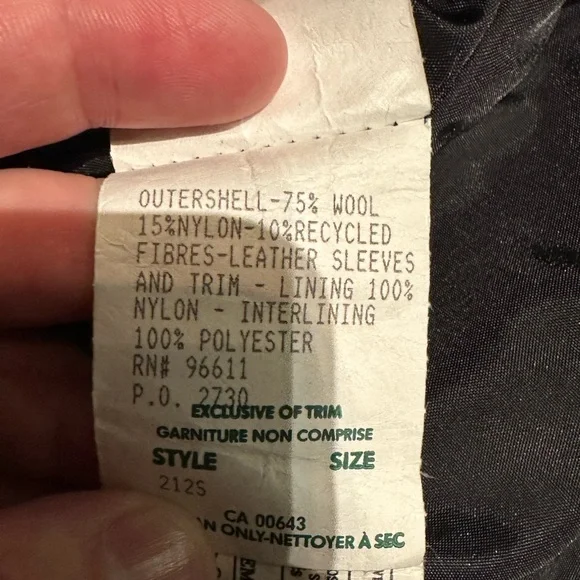 OUTERSHELL-75% WOOL
15%NYLON-10%RECYCLED
FIBRES-LEATHER SLEEVES
AND TRIM - LINING 100%
NYLON - INTERLINING
100% POLYESTER
RN# 96611
P.O. 2730
EXCLUSIVE OF TRIM
GARNITURE NON COMPRISE
STYLE SIZE
212S
CA 00643
ONLY-NETTOYER À SEC